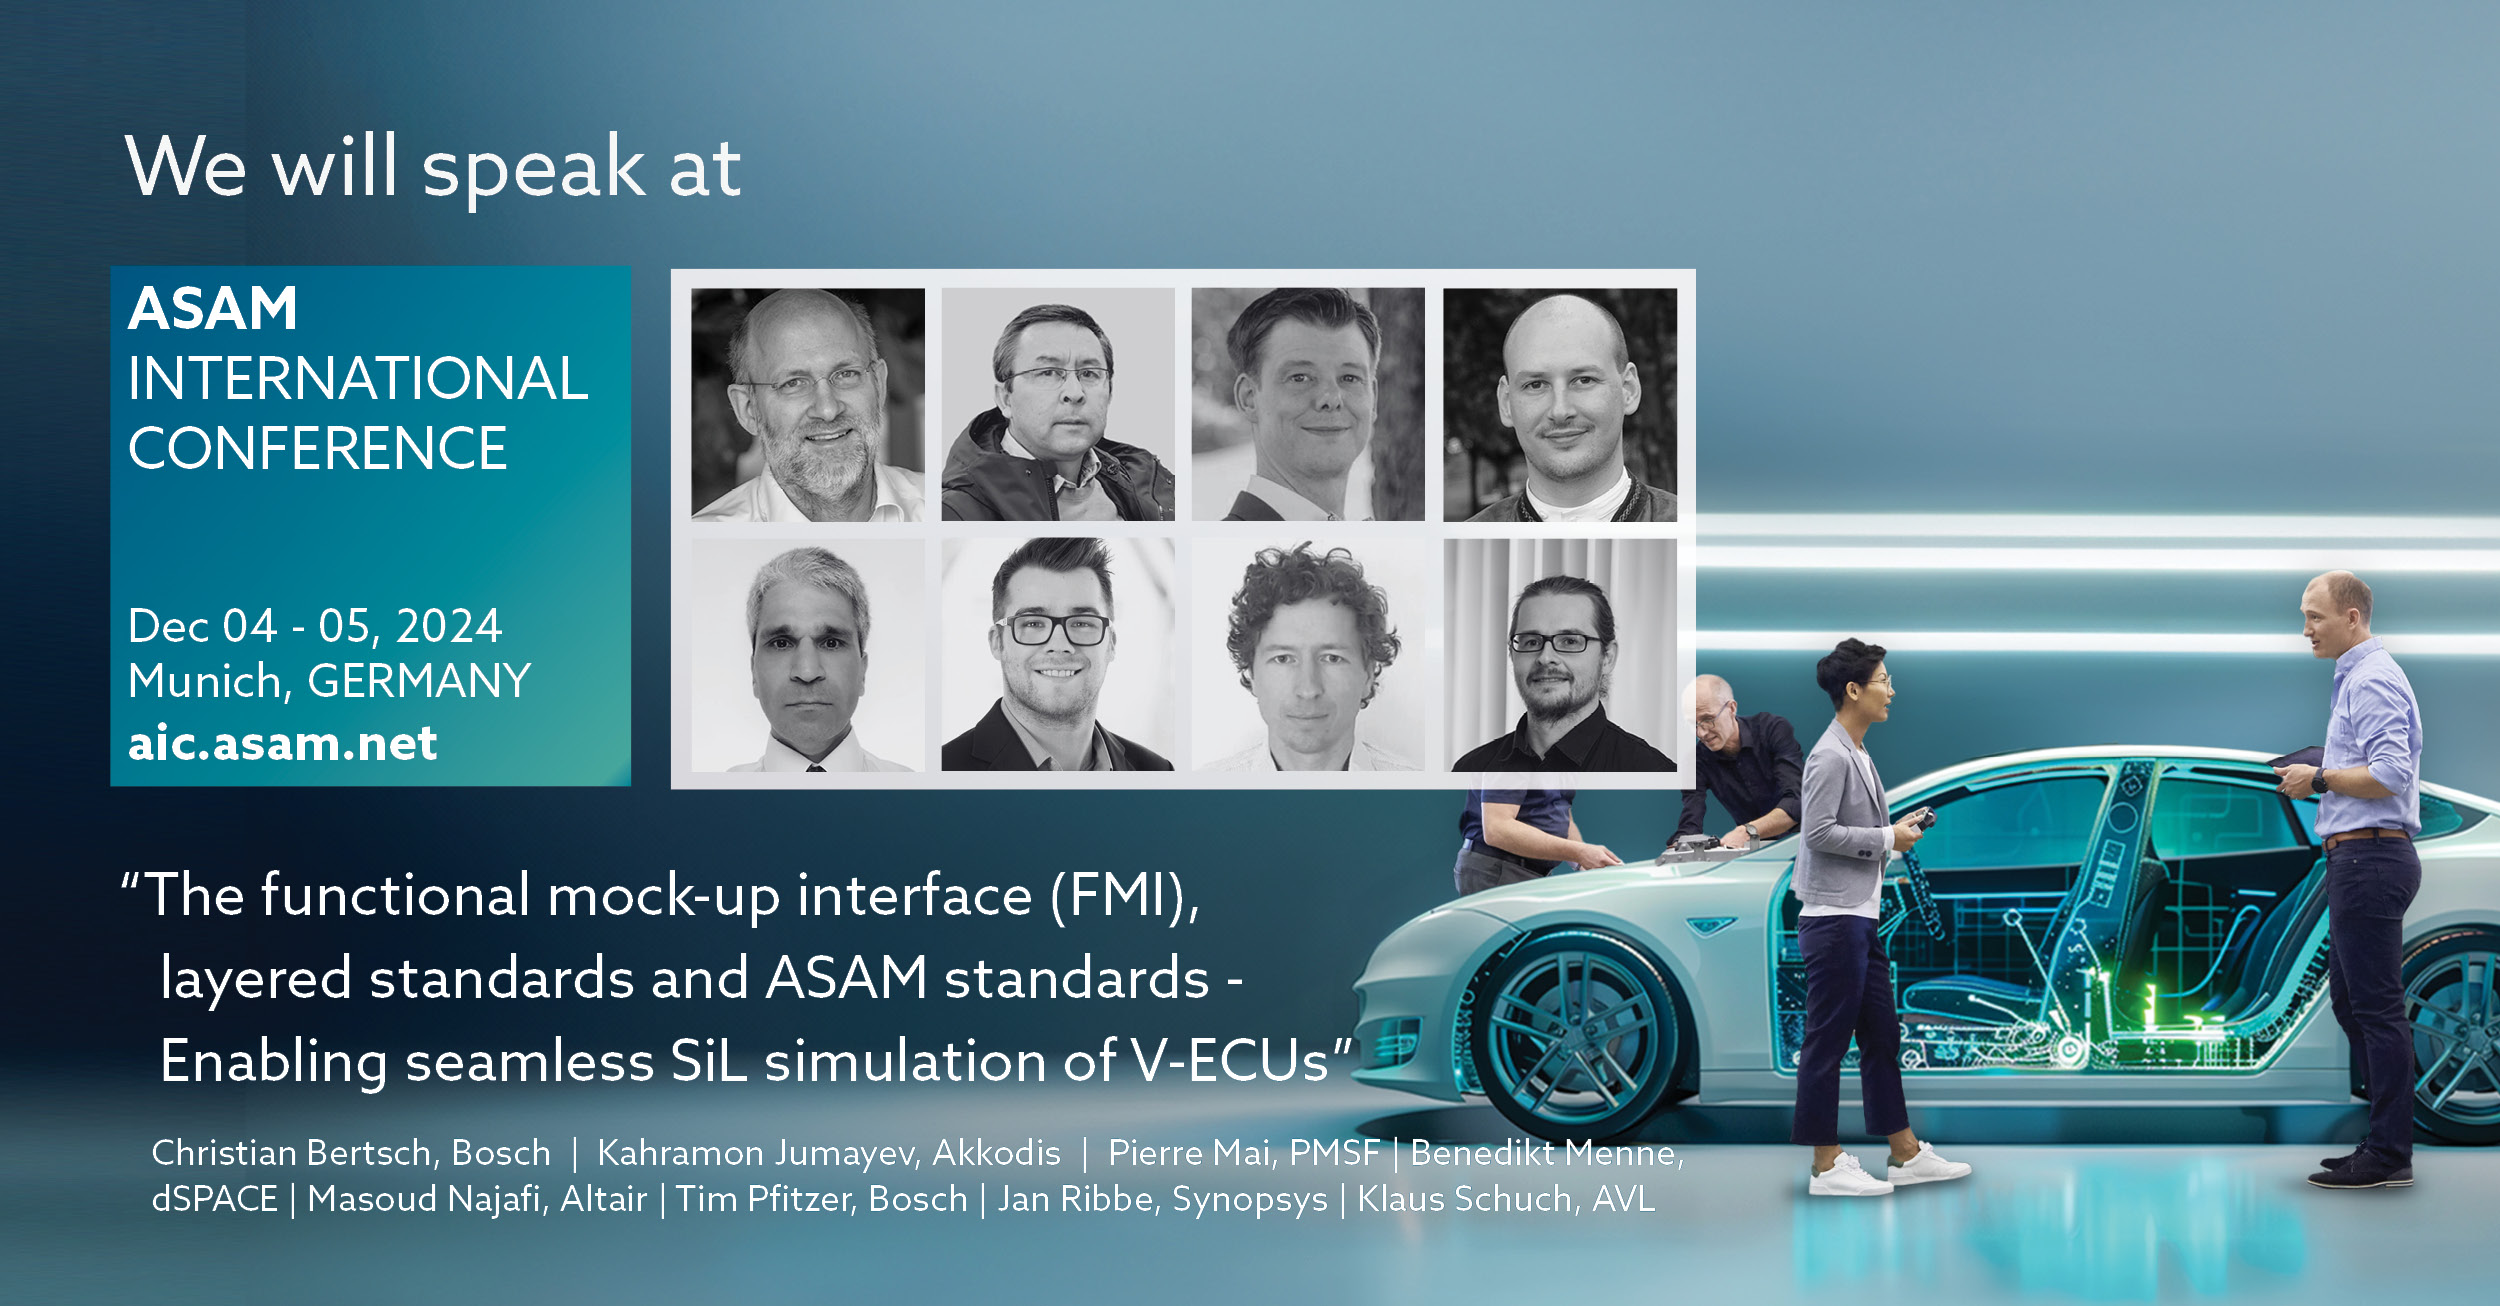 We will speak at
ASAM
INTERNATIONAL
CONFERENCE
Dec 04 - 05, 2024
Munich, GERMANY
aic.asam.net
“The functional mock-up interface (FMI),
layered standards and ASAM standards -
Enabling seamless SiL simulation of V-ECUs”
Christian Bertsch, Bosch | Kahramon Jumayev, Akkodis | Pierre Mai, PMSF | Benedikt Menne,
dSPACE | Masoud Najafi, Altair | Tim Pfitzer, Bosch | Jan Ribbe, Synopsys | Klaus Schuch, AVL